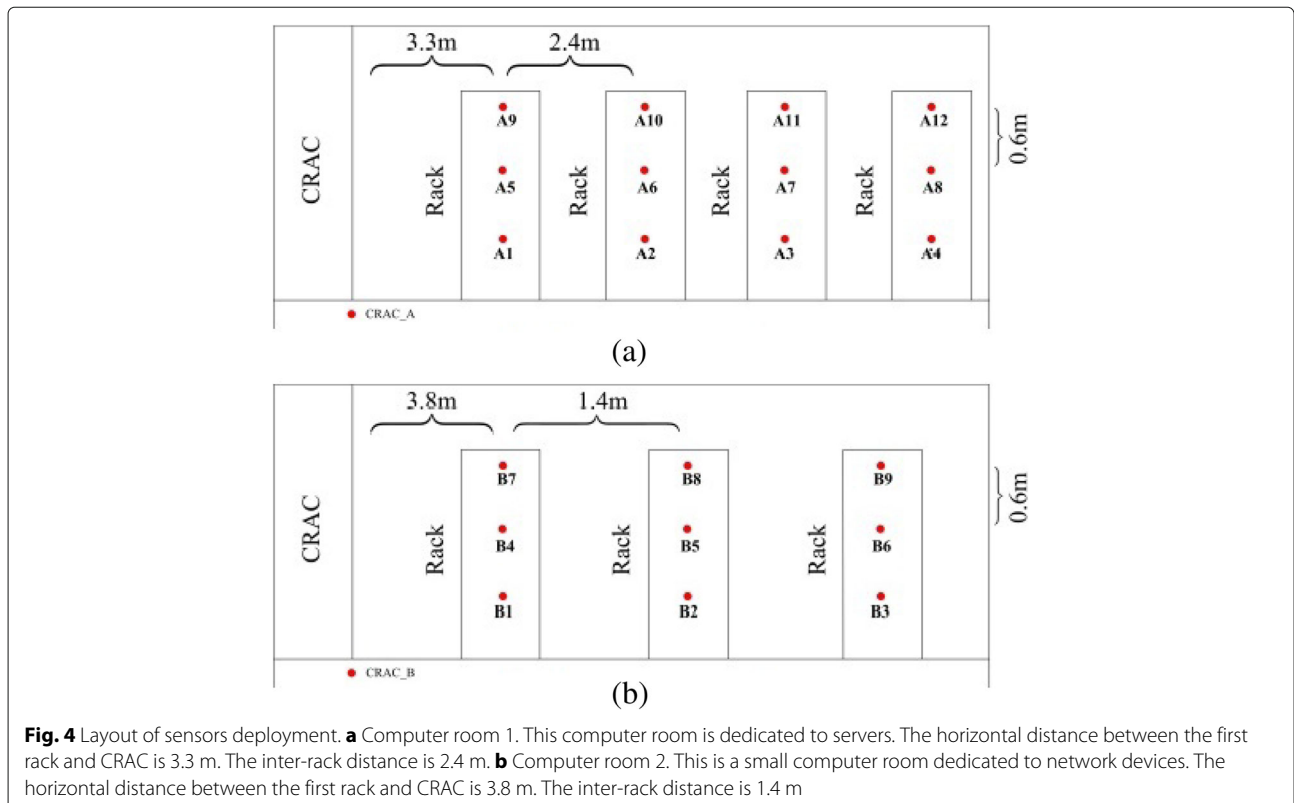 3.3m 2.4m
CRAC
Rack
Rack
Rack
Rack
A9 A10 A11 A12
A5 A6 A7 A8
A1 A2 A3 A4
0.6m
CRAC_A
(a)
3.8m 1.4m
CRAC
Rack
Rack
Rack
B7 B8 B9
B4 B5 B6
B1 B2 B3
0.6m
CRAC_B
(b)
Fig. 4 Layout of sensors deployment. a Computer room 1. This computer room is dedicated to servers. The horizontal distance between the first
rack and CRAC is 3.3 m. The inter-rack distance is 2.4 m. b Computer room 2. This is a small computer room dedicated to network devices. The
horizontal distance between the first rack and CRAC is 3.8 m. The inter-rack distance is 1.4 m